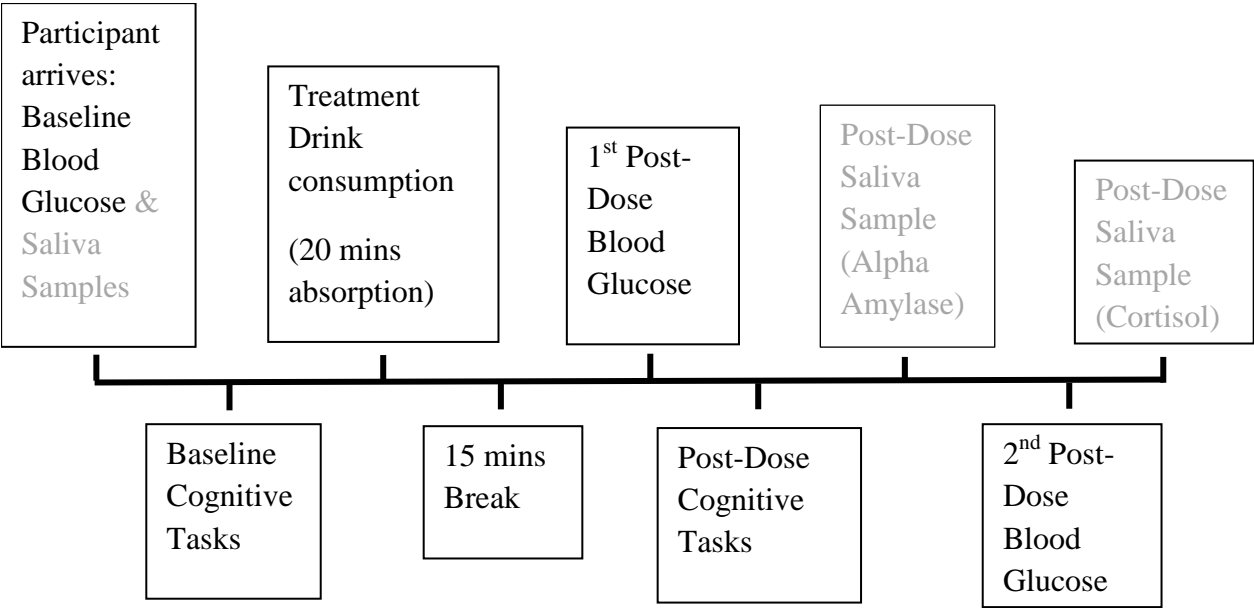 Participant
arrives:
Baseline
Blood
Glucose &
Saliva
Samples
Treatment
Drink
consumption
(20 mins
absorption)
1st Post-
Dose
Blood
Glucose
Post-Dose
Saliva
Sample
(Alpha
Amylase)
Post-Dose
Saliva
Sample
(Cortisol)
Baseline
Cognitive
Tasks
15 mins
Break
Post-Dose
Cognitive
Tasks
2nd Post-
Dose
Blood
Glucose